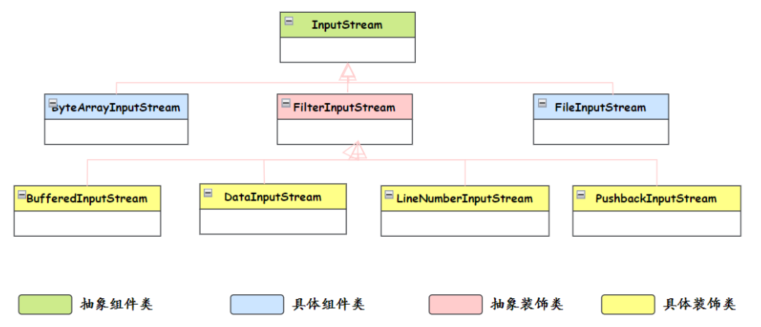 InputStream
ByteArrayInputStream
FilterInputStream
FileInputStream
BufferedInputStream
DataInputStream
LineNumberInputStream
PushbackInputStream
抽象组件类
具体组件类
抽象装饰类
具体装饰类